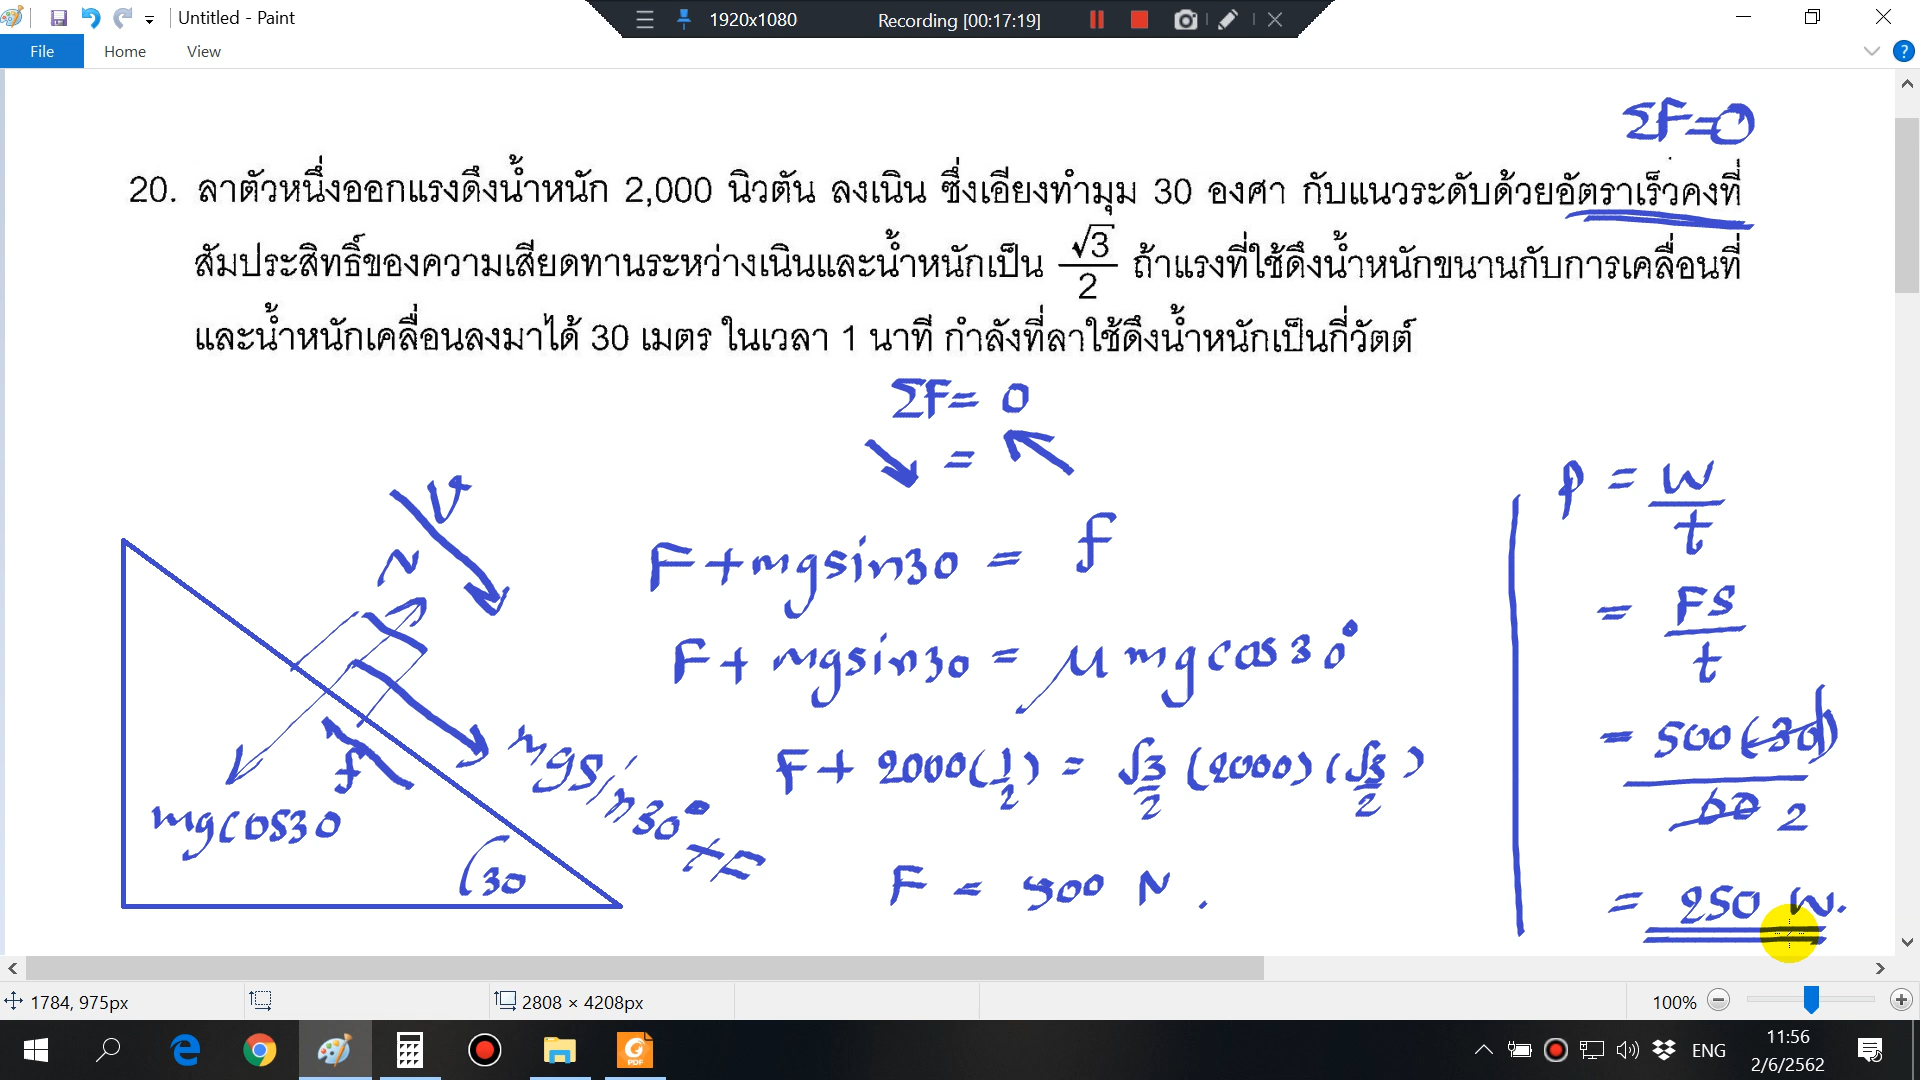 Untitled - Paint
1920x1080
Recording [00:17:19]
File
Home
View
ΣF=0
20. ลาตัวหนึ่งออกแรงดึงน้ำหนัก 2,000 นิวตัน ลงเนิน ซึ่งเอียงทำมุม 30 องศา กับแนวระดับด้วยอัตราเร็วคงที่
สัมประสิทธิ์ของความเสียดทานระหว่างเนินและน้ำหนักเป็น √3/2 ถ้าแรงที่ใช้ดึงน้ำหนักขนานกับการเคลื่อนที่
และน้ำหนักเคลื่อนลงมาได้ 30 เมตร ในเวลา 1 นาที กำลังที่ลาใช้ดึงน้ำหนักเป็นกี่วัตต์
ΣF= 0
↘ = ↖
v
N
f
mgcos30
mgsin30°+F
30
F+mgsin30 = f
F+ mgsin30 = μmgcos30°
F+ 2000(1/2) = √3/2 (2000)(√3/2)
F = 500 N.
P = W/t
= FS/t
= 500(30)/60 2
= 250 W.
1784, 975px
2808 × 4208px
100%
PDF
ENG
11:56
2/6/2562